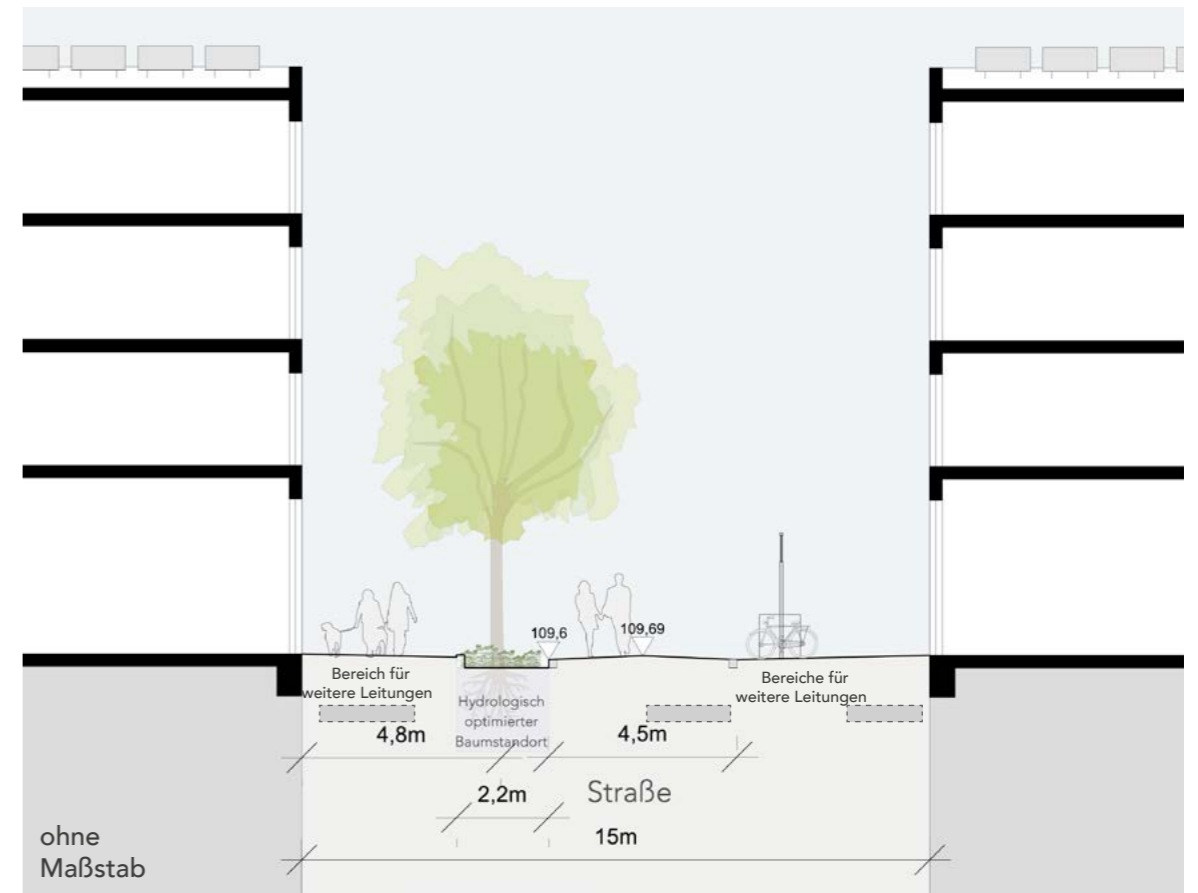 109,6
109,69
Bereich für
weitere Leitungen
Bereiche für
weitere Leitungen
Hydrologisch
optimierter
Baumstandort
4,8m
4,5m
2,2m
Straße
15m
ohne
Maßstab